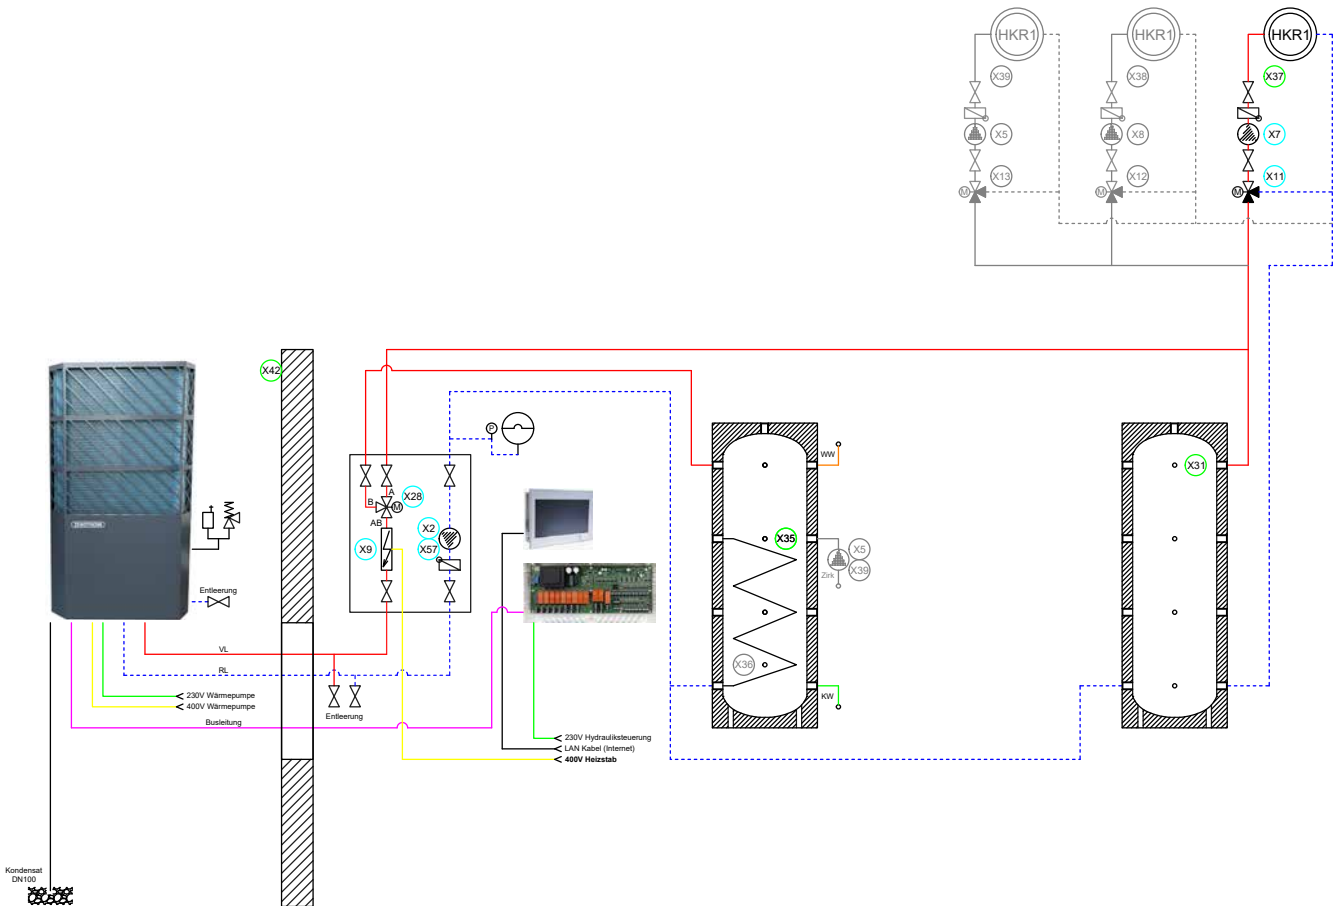 HKR1
HKR1
HKR1
X39
X38
X37
X5
X8
X7
X13
X12
X11
M
M
M
X42
P
WW
X31
A
B
X28
M
AB
X2
X35
X9
X57
X5
Zirk
X39
Entleerung
VL
X36
RL
230V Wärmepumpe
KW
400V Wärmepumpe
Entleerung
Busleitung
230V Hydrauliksteuerung
LAN Kabel (Internet)
400V Heizstab
Kondensat
DN100